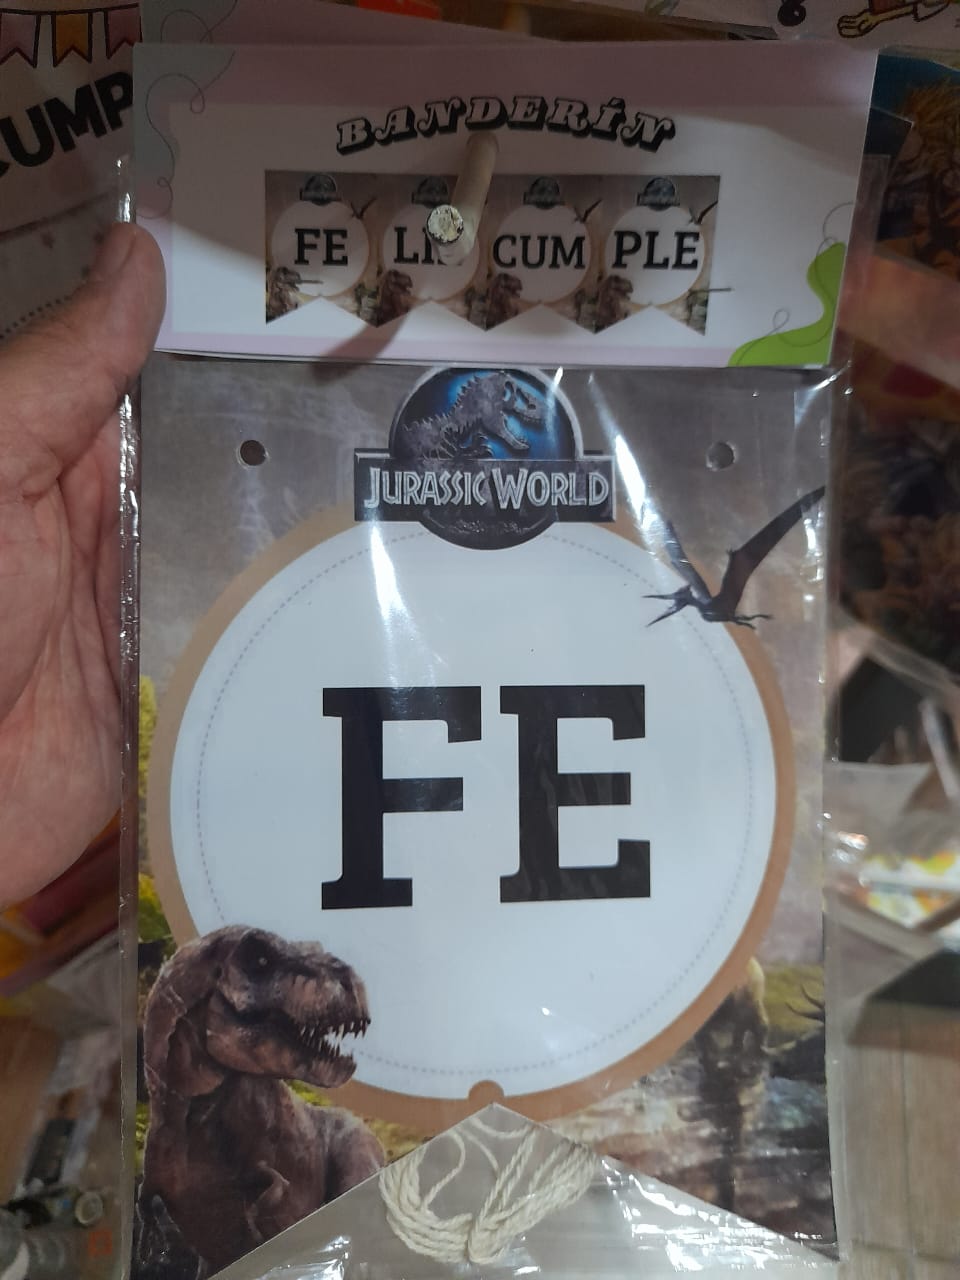 CUMP
BANDERÍN
FE CUM PLE
JURASSIC WORLD
FE